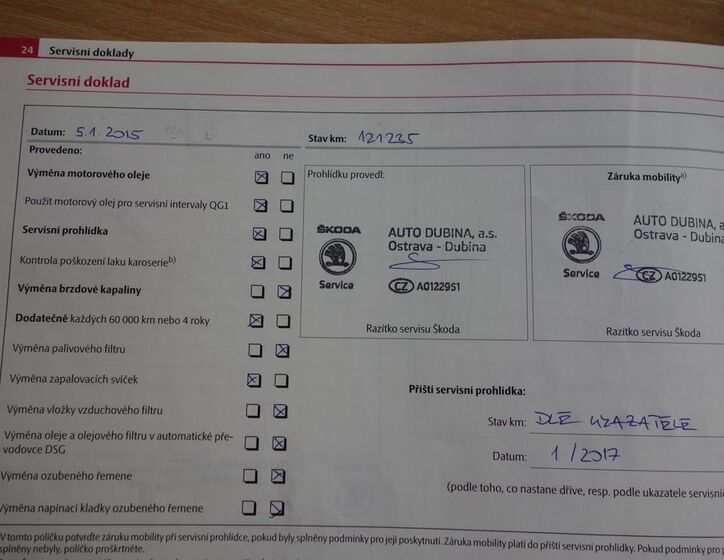 24 Servisní doklady
Servisní doklad
Datum: 5.1.2015
Stav km: 121235
Provedeno: ano ne
Výměna motorového oleje
Použit motorový olej pro servisní intervaly QG1
Servisní prohlídka
Kontrola poškození laku karoserieb)
Výměna brzdové kapaliny
Dodatečně každých 60 000 km nebo 4 roky
Výměna palivového filtru
Výměna zapalovacích svíček
Výměna vložky vzduchového filtru
Výměna oleje a olejového filtru v automatické pře-
vodovce DSG
Výměna ozubeného řemene
Výměna napínací kladky ozubeného řemene
Prohlídku provedl:
ŠKODA
Service
AUTO DUBINA, a.s.
Ostrava - Dubina
CZ A0122951
Razítko servisu Škoda
Záruka mobilitya)
ŠKODA
Service
AUTO DUBINA, a
Ostrava - Dubi
CZ A0122951
Razítko servisu Škoda
Příští servisní prohlídka:
Stav km: DLE UKAZATELE
Datum: 1/2017
(podle toho, co nastane dříve, resp. podle ukazatele servisní
V tomto políčku potvrďte záruku mobility při servisní prohlídce, pokud byly splněny podmínky pro její poskytnutí. Záruka mobility platí do příští servisní prohlídky. Pokud podmínky pro
splněny nebyly, políčko proškrtněte.